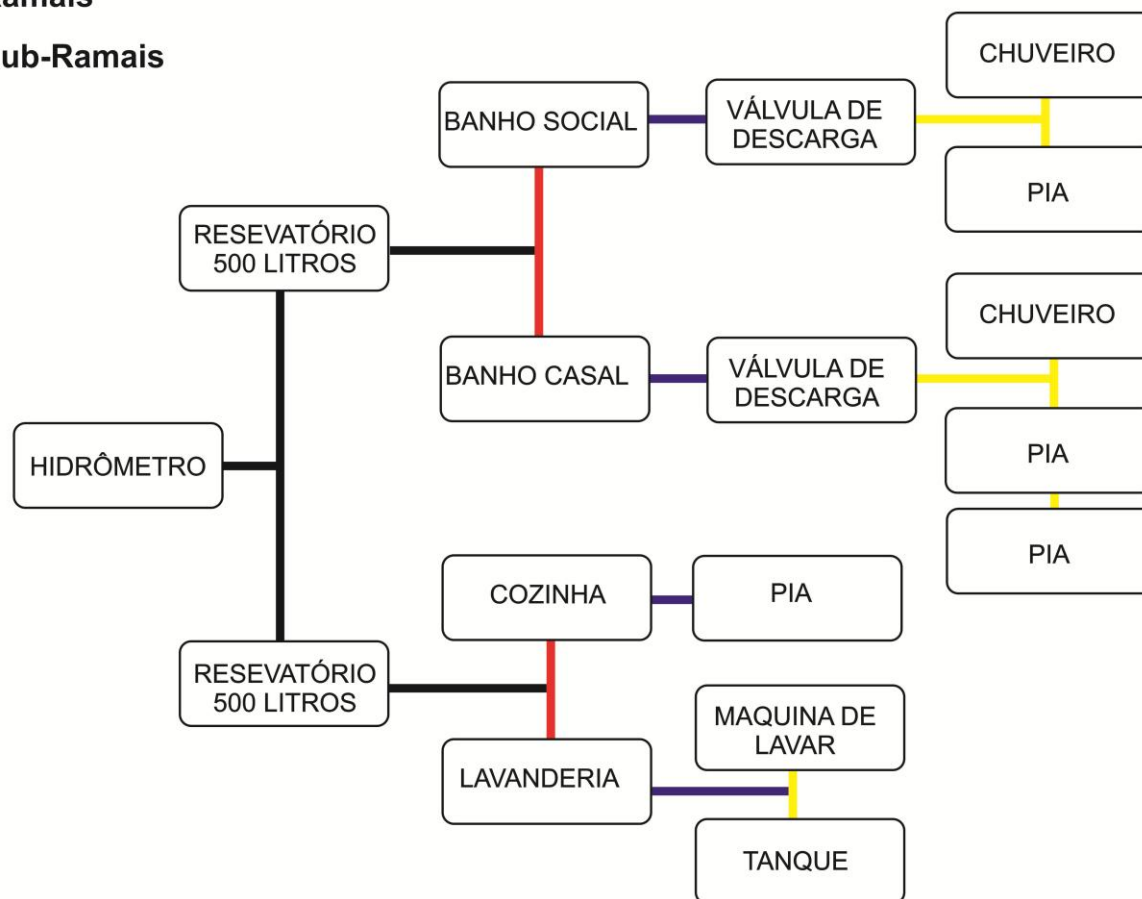 Sub-Ramais
CHUVEIRO
BANHO SOCIAL
VÁLVULA DE
DESCARGA
PIA
RESEVATÓRIO
500 LITROS
CHUVEIRO
BANHO CASAL
VÁLVULA DE
DESCARGA
PIA
HIDRÔMETRO
PIA
COZINHA
PIA
RESEVATÓRIO
500 LITROS
MAQUINA DE
LAVAR
LAVANDERIA
TANQUE